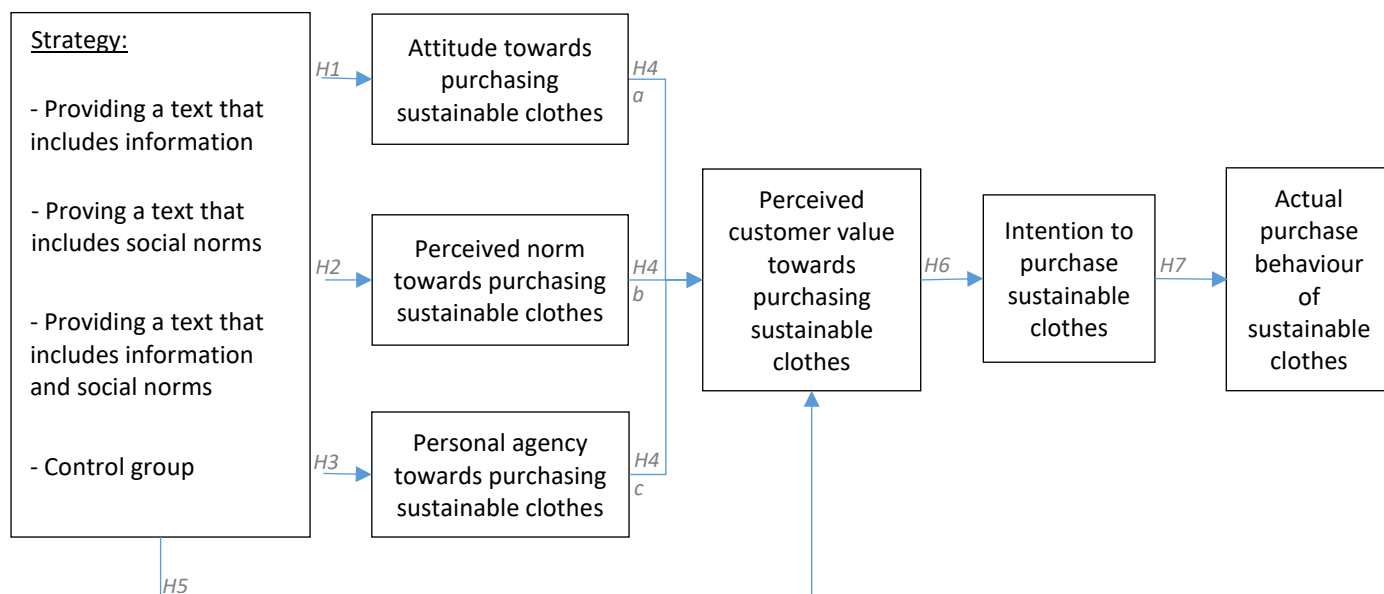 Strategy:
- Providing a text that
includes information
- Proving a text that
includes social norms
- Providing a text that
includes information
and social norms
- Control group
H1
H2
H3
H5
Attitude towards
purchasing
sustainable clothes
Perceived norm
towards purchasing
sustainable clothes
Personal agency
towards purchasing
sustainable clothes
H4
a
H4
b
H4
c
Perceived
customer value
towards
purchasing
sustainable
clothes
H6
Intention to
purchase
sustainable
clothes
H7
Actual
purchase
behaviour
of
sustainable
clothes